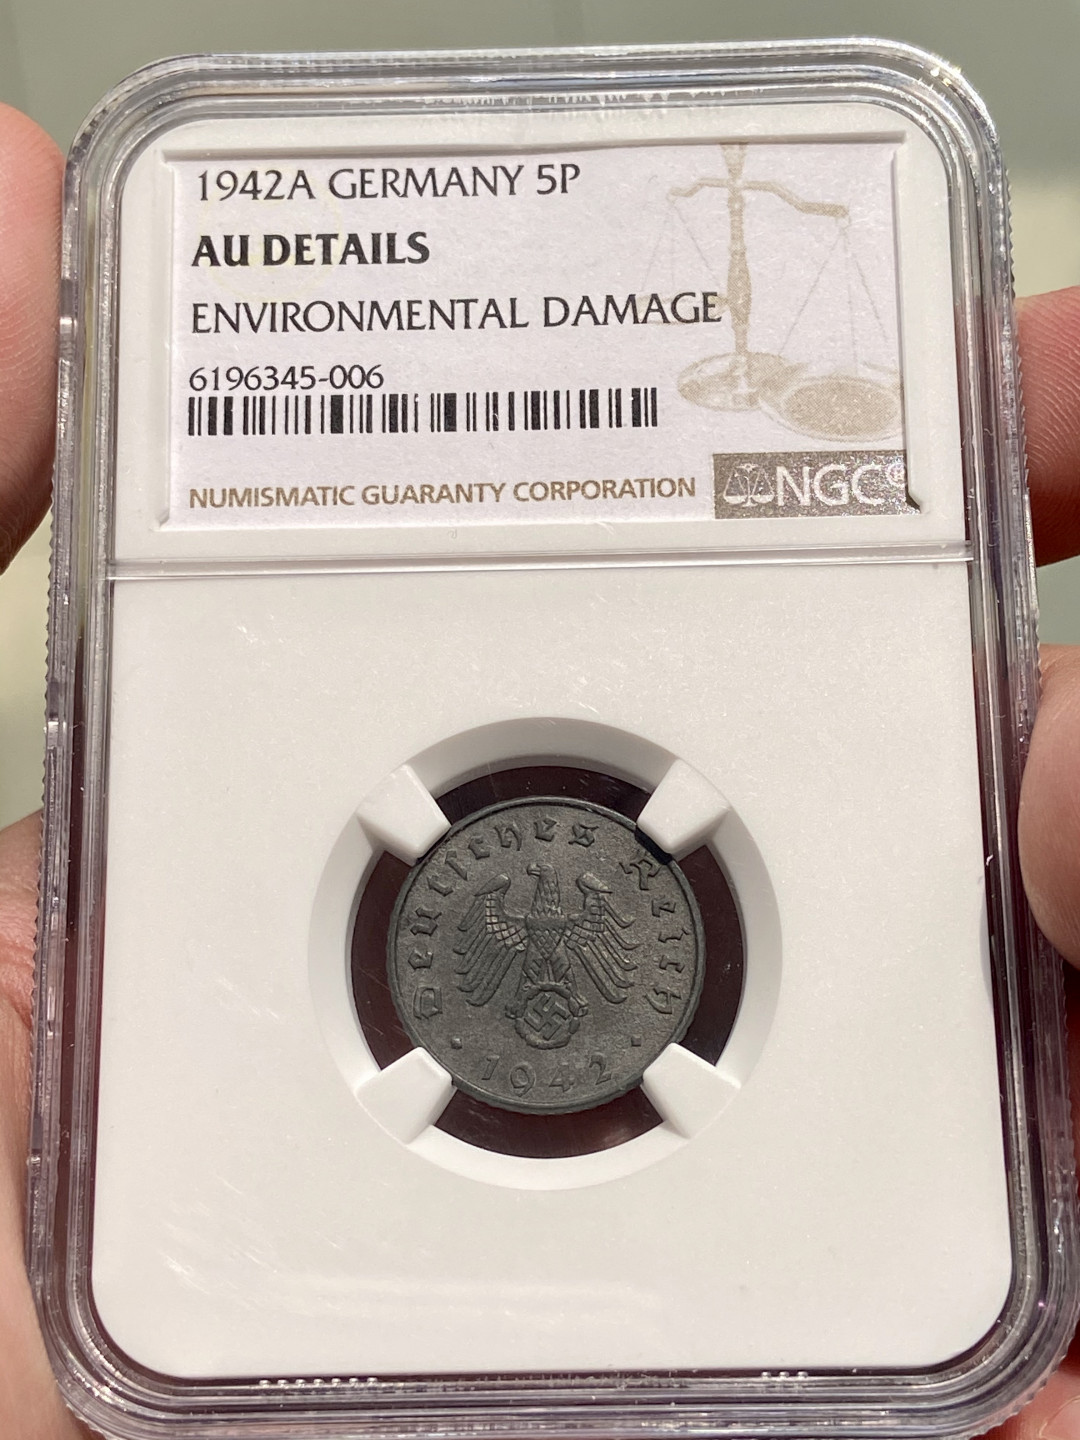 1942A GERMANY 5P
AU DETAILS
ENVIRONMENTAL DAMAGE
6196345-006
NUMISMATIC GUARANTY CORPORATION
NGC®
Deutsches Reich
1942